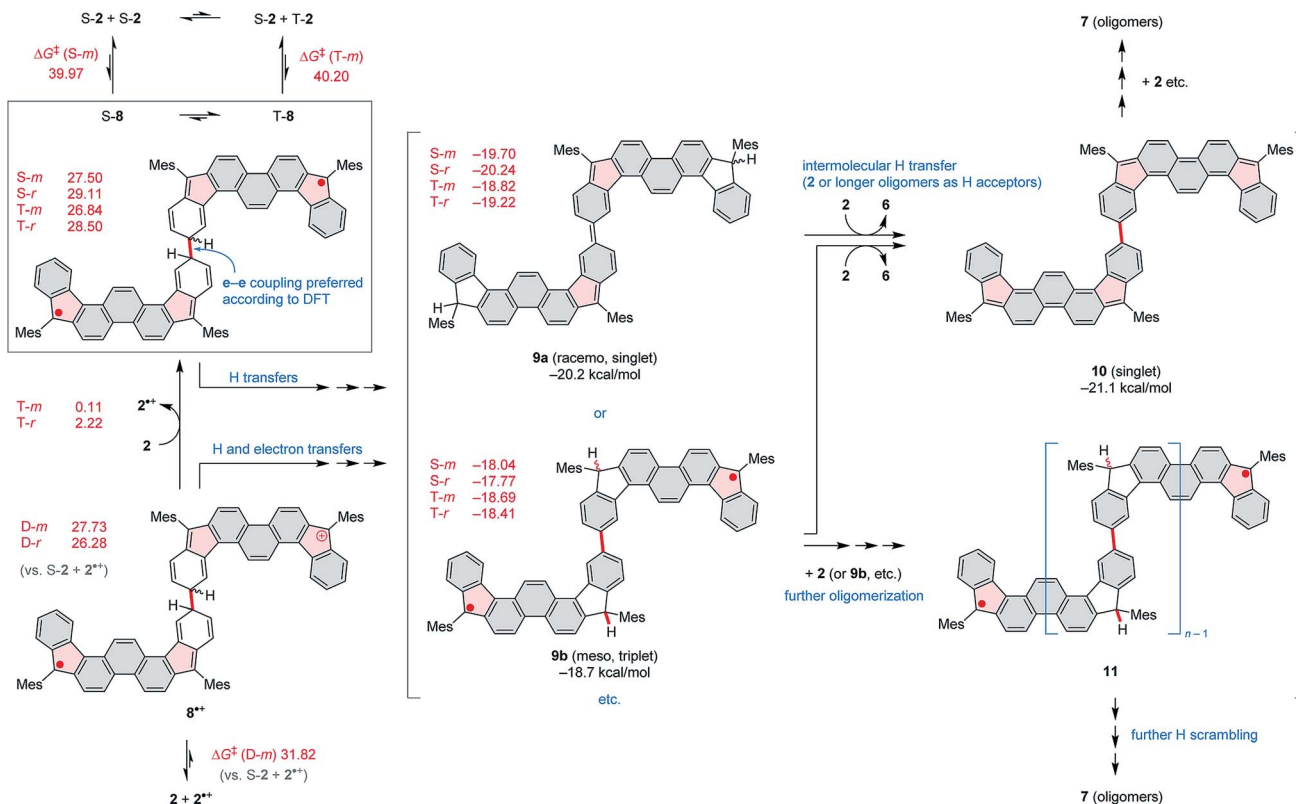 S-2 + S-2
S-2 + T-2
ΔG‡ (S-m)
39.97
ΔG‡ (T-m)
40.20
S-8
T-8
S-m 27.50
S-r 29.11
T-m 26.84
T-r 28.50
Mes
Mes
H
H
e–e coupling preferred
according to DFT
Mes
Mes
T-m 0.11
T-r 2.22
2•+
2
H transfers
H and electron transfers
D-m 27.73
D-r 26.28
(vs. S-2 + 2•+)
Mes
Mes
H
H
Mes
Mes
8•+
ΔG‡ (D-m) 31.82
(vs. S-2 + 2•+)
2 + 2•+
S-m –19.70
S-r –20.24
T-m –18.82
T-r –19.22
Mes
Mes
H
H
Mes
Mes
9a (racemo, singlet)
–20.2 kcal/mol
or
S-m –18.04
S-r –17.77
T-m –18.69
T-r –18.41
H
Mes
Mes
Mes
Mes
H
9b (meso, triplet)
–18.7 kcal/mol
etc.
intermolecular H transfer
(2 or longer oligomers as H acceptors)
2 6
2 6
+ 2 (or 9b, etc.)
further oligomerization
7 (oligomers)
+ 2 etc.
Mes
Mes
Mes
Mes
10 (singlet)
–21.1 kcal/mol
H
Mes
Mes
Mes
Mes
H
n – 1
11
further H scrambling
7 (oligomers)